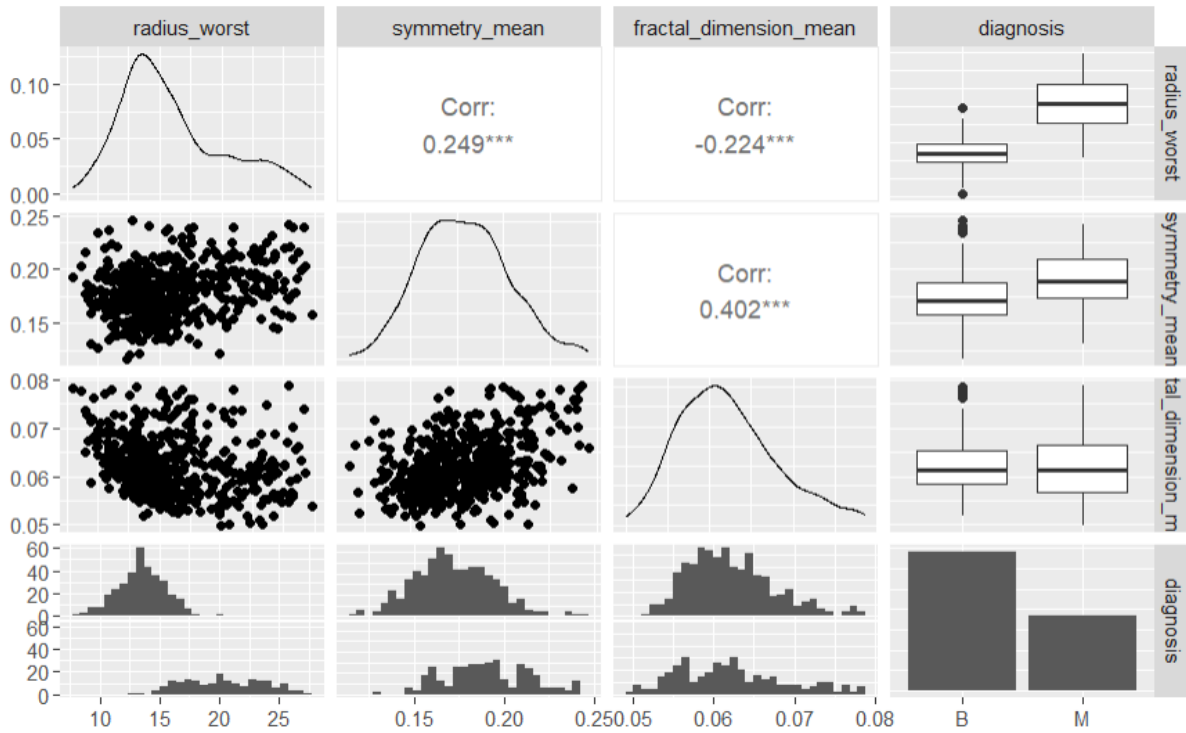 radius_worst symmetry_mean fractal_dimension_mean diagnosis
0.10
0.05
0.00
Corr:
0.249***
Corr:
-0.224***
radius_worst
0.25
0.20
0.15
Corr:
0.402***
symmetry_mean
0.08
0.07
0.06
0.05
tal_dimension_m
60
40
20
0
60
40
20
0
diagnosis
10 15 20 25 0.15 0.20 0.25 0.05 0.06 0.07 0.08 B M